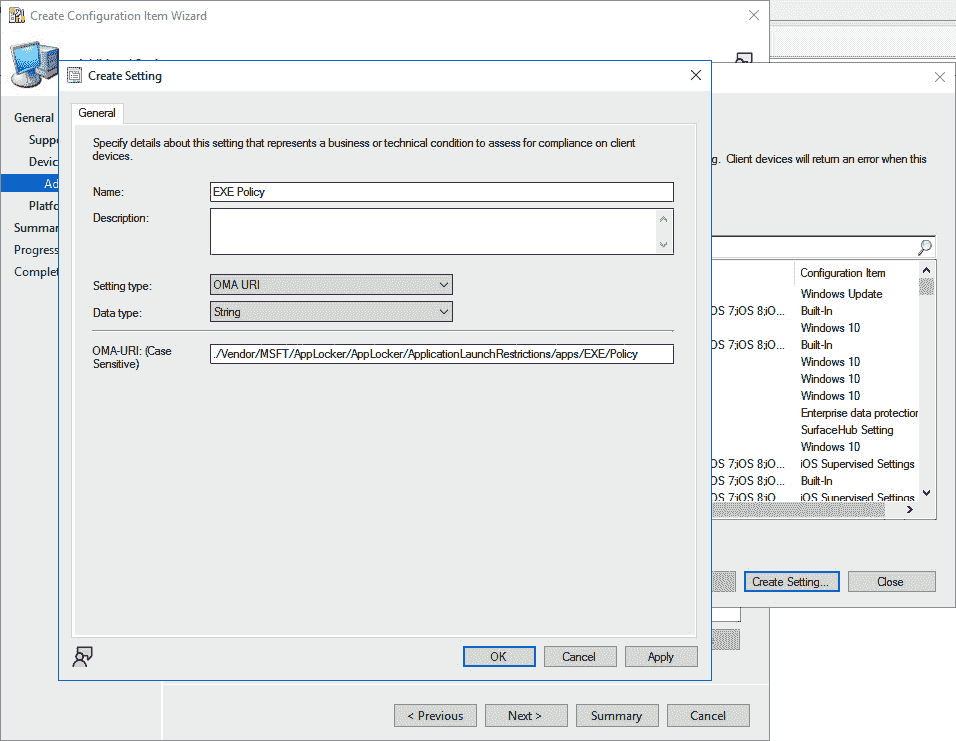 Create Configuration Item Wizard
Create Setting
General
Specify details about this setting that represents a business or technical condition to assess for compliance on client
devices.
Name:
EXE Policy
Description:
Setting type:
OMA URI
Data type:
String
OMA-URI: (Case
Sensitive)
./Vendor/MSFT/AppLocker/AppLocker/ApplicationLaunchRestrictions/apps/EXE/Policy
OK
Cancel
Apply
General
Supp
Devic
Ad
Platfo
Summar
Progress
Complet
g. Client devices will return an error when this
Configuration Item
Windows Update
OS 7;iOS 8;iO... Built-In
Windows 10
OS 7;iOS 8;iO... Built-In
Windows 10
Windows 10
Windows 10
Enterprise data protection
SurfaceHub Setting
Windows 10
OS 7;iOS 8;iO... iOS Supervised Settings
OS 7;iOS 8;iO... Built-In
OS 7;iOS 8;iO... iOS Supervised Settings
Create Setting...
Close
< Previous
Next >
Summary
Cancel